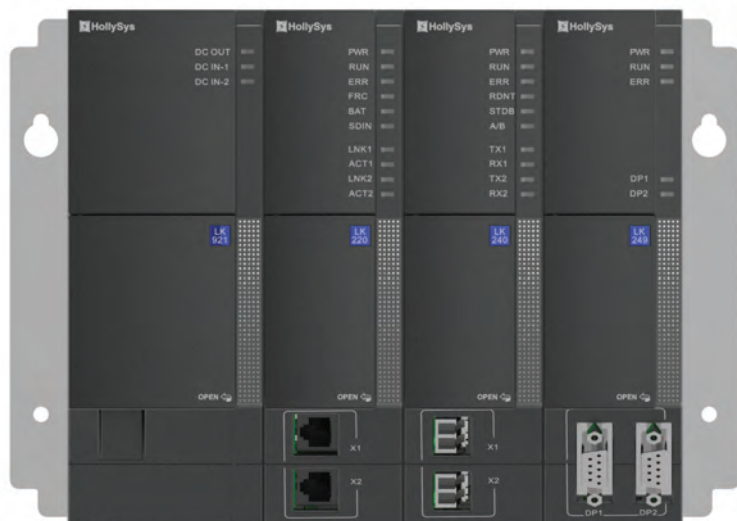 HollySys
DC OUT
DC IN-1
DC IN-2
LK
921
OPEN
HollySys
PWR
RUN
ERR
FRC
BAT
SDIN
LNK1
ACT1
LNK2
ACT2
LK
220
OPEN
X1
X2
HollySys
PWR
RUN
ERR
RDNT
STDB
A/B
TX1
RX1
TX2
RX2
LK
240
OPEN
X1
X2
HollySys
PWR
RUN
ERR
DP1
DP2
LK
249
OPEN
DP1 DP2